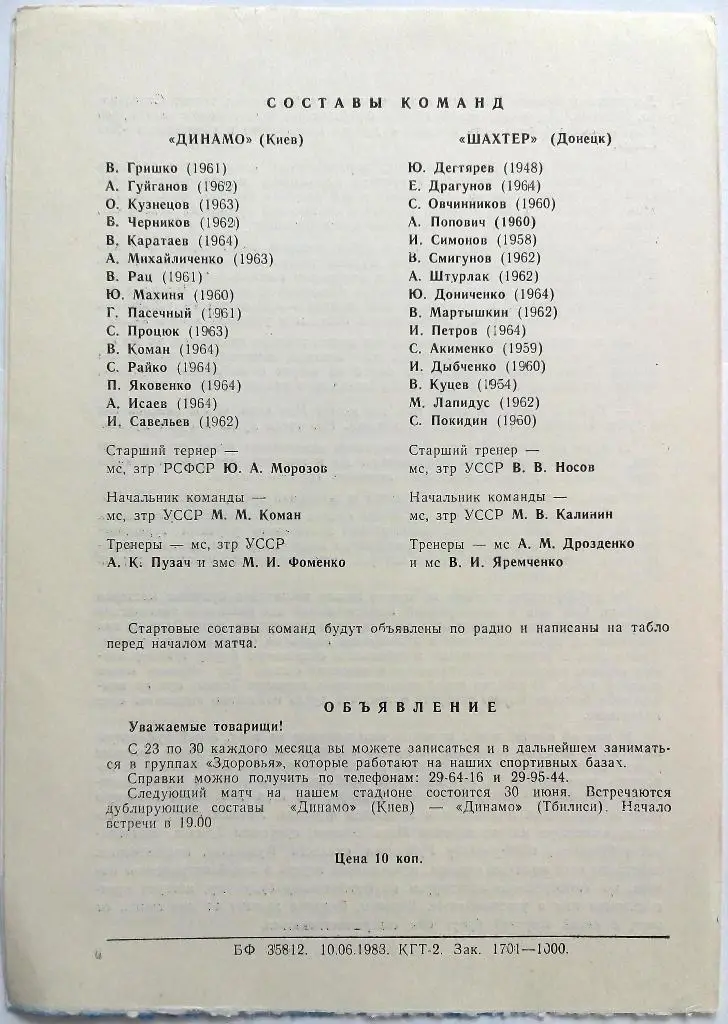 СОСТАВЫ КОМАНД
«ДИНАМО» (Киев)
В. Гришко (1961)
А. Гуйганов (1962)
О. Кузнецов (1963)
В. Черников (1962)
В. Каратаев (1964)
А. Михайличенко (1963)
В. Рац (1961)
Ю. Махиня (1960)
Г. Пасечный (1961)
С. Процюк (1963)
В. Коман (1964)
С. Райко (1964)
П. Яковенко (1964)
А. Исаев (1964)
И. Савельев (1962)
Старший тернер —
мс, зтр РСФСР Ю. А. Морозов
Начальник команды —
мс, зтр УССР М. М. Коман
Тренеры — мс, зтр УССР
А. К. Пузач и змс М. И. Фоменко
«ШАХТЕР» (Донецк)
Ю. Дегтярев (1948)
Е. Драгунов (1964)
С. Овчинников (1960)
А. Попович (1960)
И. Симонов (1958)
В. Смигунов (1962)
А. Штурлак (1962)
Ю. Дониченко (1964)
В. Мартышкин (1962)
И. Петров (1964)
С. Акименко (1959)
И. Дыбченко (1960)
В. Куцев (1954)
М. Лапидус (1962)
С. Покидин (1960)
Старший тренер —
мс, зтр УССР В. В. Носов
Начальник команды —
мс, зтр УССР М. В. Калинин
Тренеры — мс А. М. Дрозденко
и мс В. И. Яремченко
Стартовые составы команд будут объявлены по радио и написаны на табло
перед началом матча.
ОБЪЯВЛЕНИЕ
Уважаемые товарищи!
С 23 по 30 каждого месяца вы можете записаться и в дальнейшем занимать-
ся в группах «Здоровья», которые работают на наших спортивных базах.
Справки можно получить по телефонам: 29-64-16 и 29-95-44.
Следующий матч на нашем стадионе состоится 30 июня. Встречаются
дублирующие составы «Динамо» (Киев) — «Динамо» (Тбилиси). Начало
встречи в 19.00
Цена 10 коп.
БФ 35812. 10.06.1983. КГТ-2. Зак. 1701—1000.